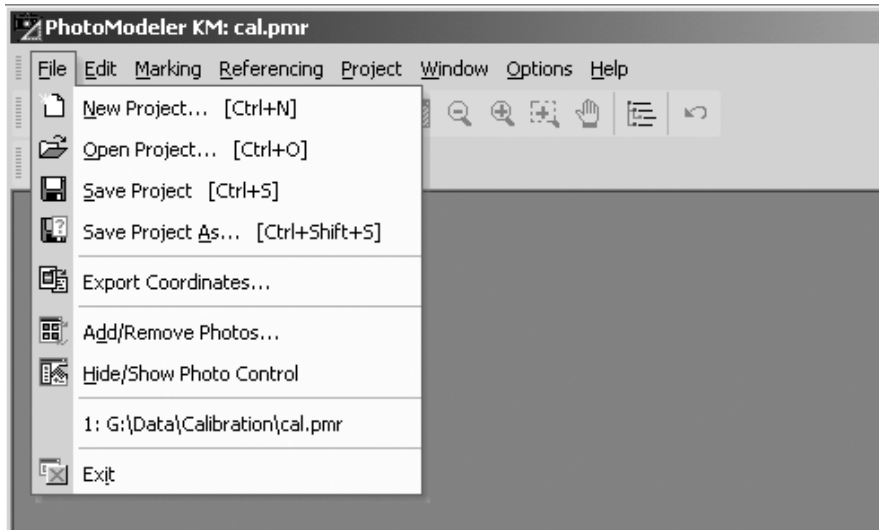 PhotoModeler KM: cal.pmr
File Edit Marking Referencing Project Window Options Help
New Project... [Ctrl+N]
Open Project... [Ctrl+O]
Save Project [Ctrl+S]
Save Project As... [Ctrl+Shift+S]
Export Coordinates...
Add/Remove Photos...
Hide/Show Photo Control
1: G:\Data\Calibration\cal.pmr
Exit